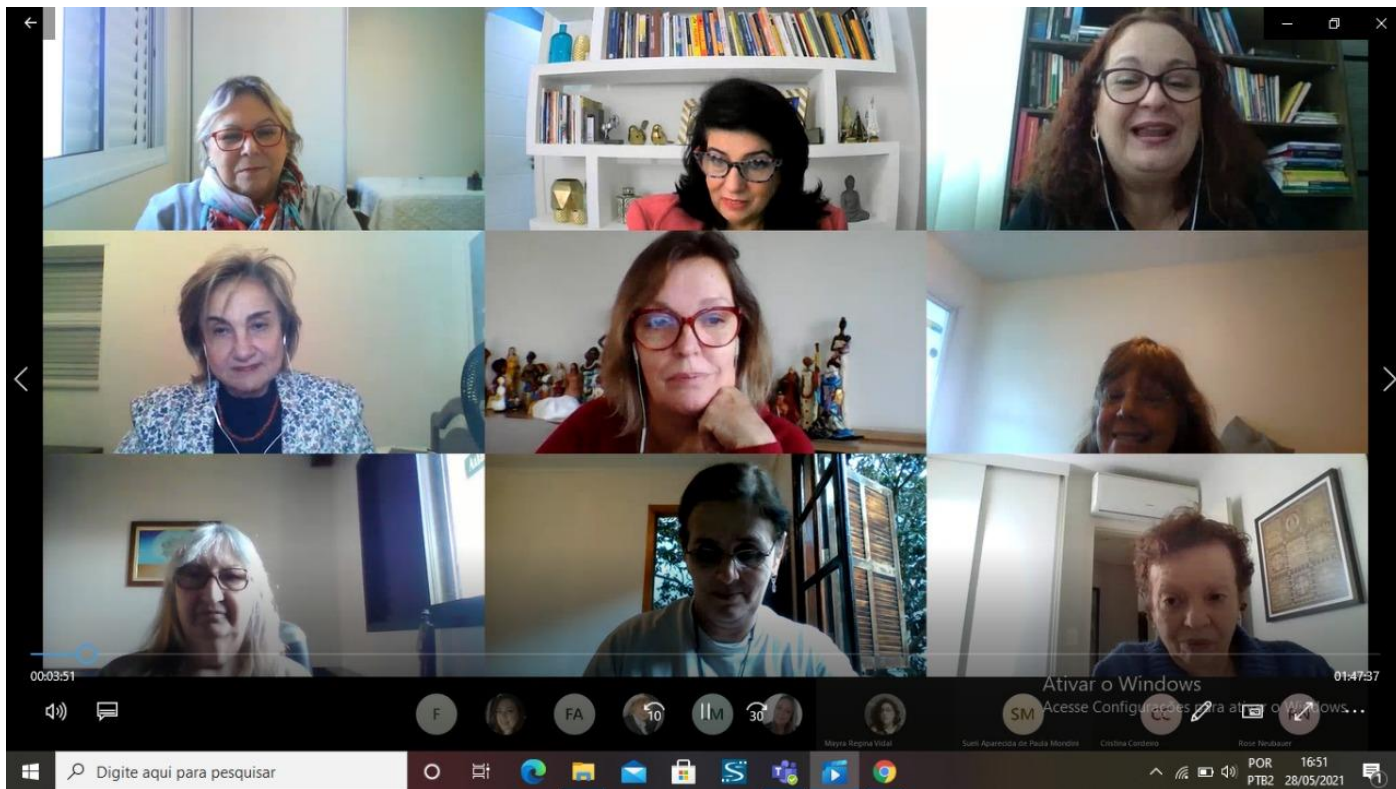 00:03:51
01:47:37
Ativar o Windows
Acesse Configurações para ativar o Windows.
F
FA
10
M
30
SM
CC
RN
Mayra Regina Vidal
Sueli Aparecida de Paula Mondini
Cristina Cordeiro
Rose Neubauer
Digite aqui para pesquisar
POR
PTB2
16:51
28/05/2021
1